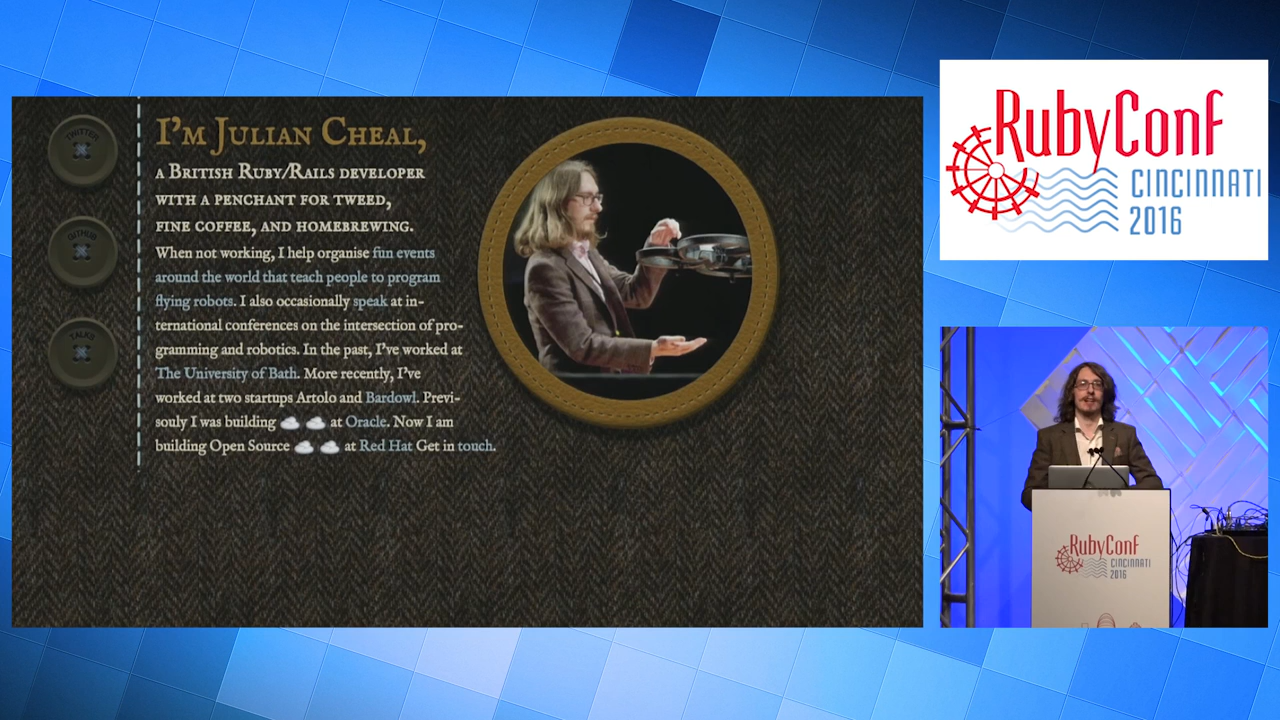 TWITTER
GITHUB
TALKS
I'm Julian Cheal,
a British Ruby/Rails developer
with a penchant for tweed,
fine coffee, and homebrewing.
When not working, I help organise fun events
around the world that teach people to program
flying robots. I also occasionally speak at in-
ternational conferences on the intersection of pro-
gramming and robotics. In the past, I've worked at
The University of Bath. More recently, I've
worked at two startups Artolo and Bardowl. Previ-
souly I was building ☁️ ☁️ at Oracle. Now I am
building Open Source ☁️ ☁️ at Red Hat Get in touch.
RubyConf
CINCINNATI
2016
RubyConf
CINCINNATI
2016